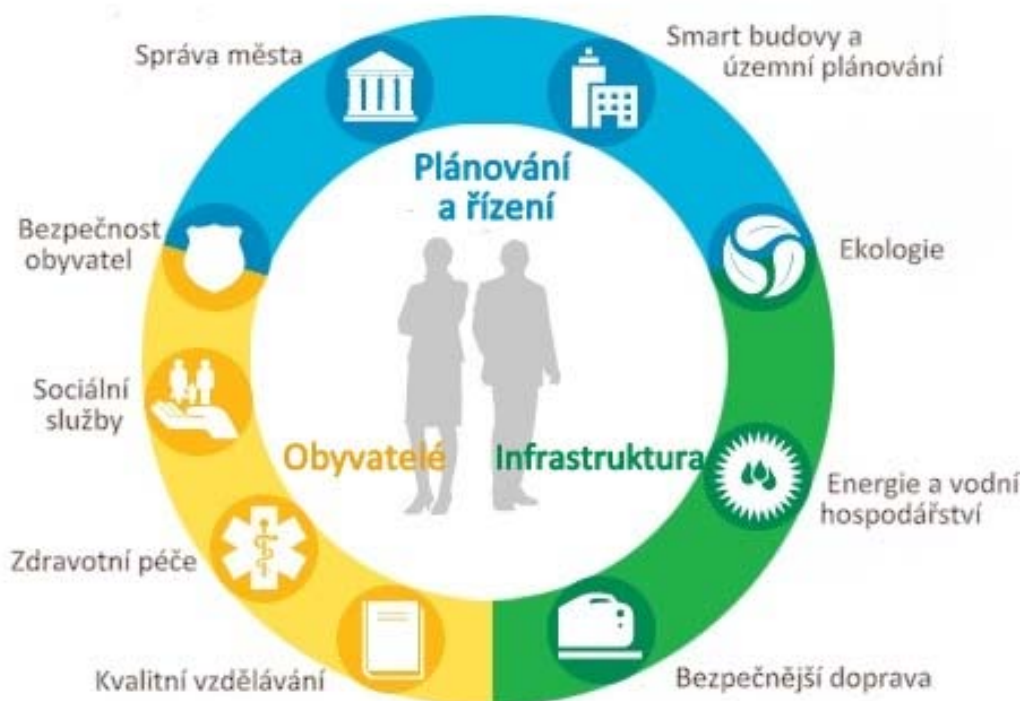 Správa města
Smart budovy a
územní plánování
Plánování
a řízení
Bezpečnost
obyvatel
Ekologie
Sociální
služby
Obyvatelé
Infrastruktura
Energie a vodní
hospodářství
Zdravotní péče
Kvalitní vzdělávání
Bezpečnější doprava